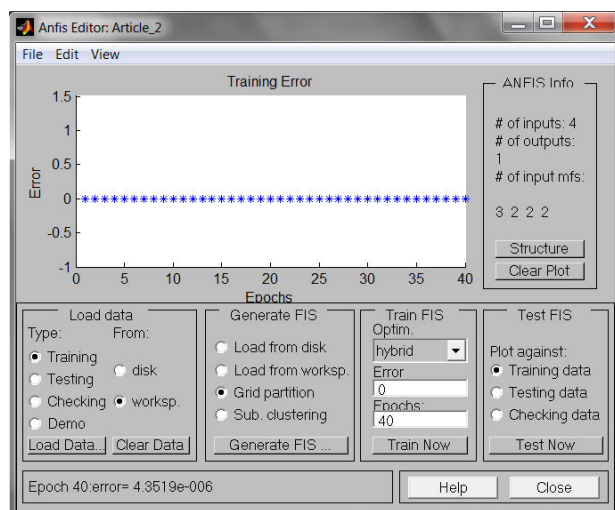 Anfis Editor: Article_2
File Edit View
Training Error
1.5
1
0.5
0
-0.5
-1
Error
0 5 10 15 20 25 30 35 40
Epochs
ANFIS Info
# of inputs: 4
# of outputs:
1
# of input mfs:
3 2 2 2
Structure
Clear Plot
Load data
Type: From:
Training
disk
Testing
Checking worksp.
Demo
Load Data... Clear Data
Generate FIS
Load from disk
Load from worksp.
Grid partition
Sub. clustering
Generate FIS ...
Train FIS
Optim.
hybrid
Error
0
Epochs:
40
Train Now
Test FIS
Plot against:
Training data
Testing data
Checking data
Test Now
Epoch 40:error= 4.3519e-006
Help Close